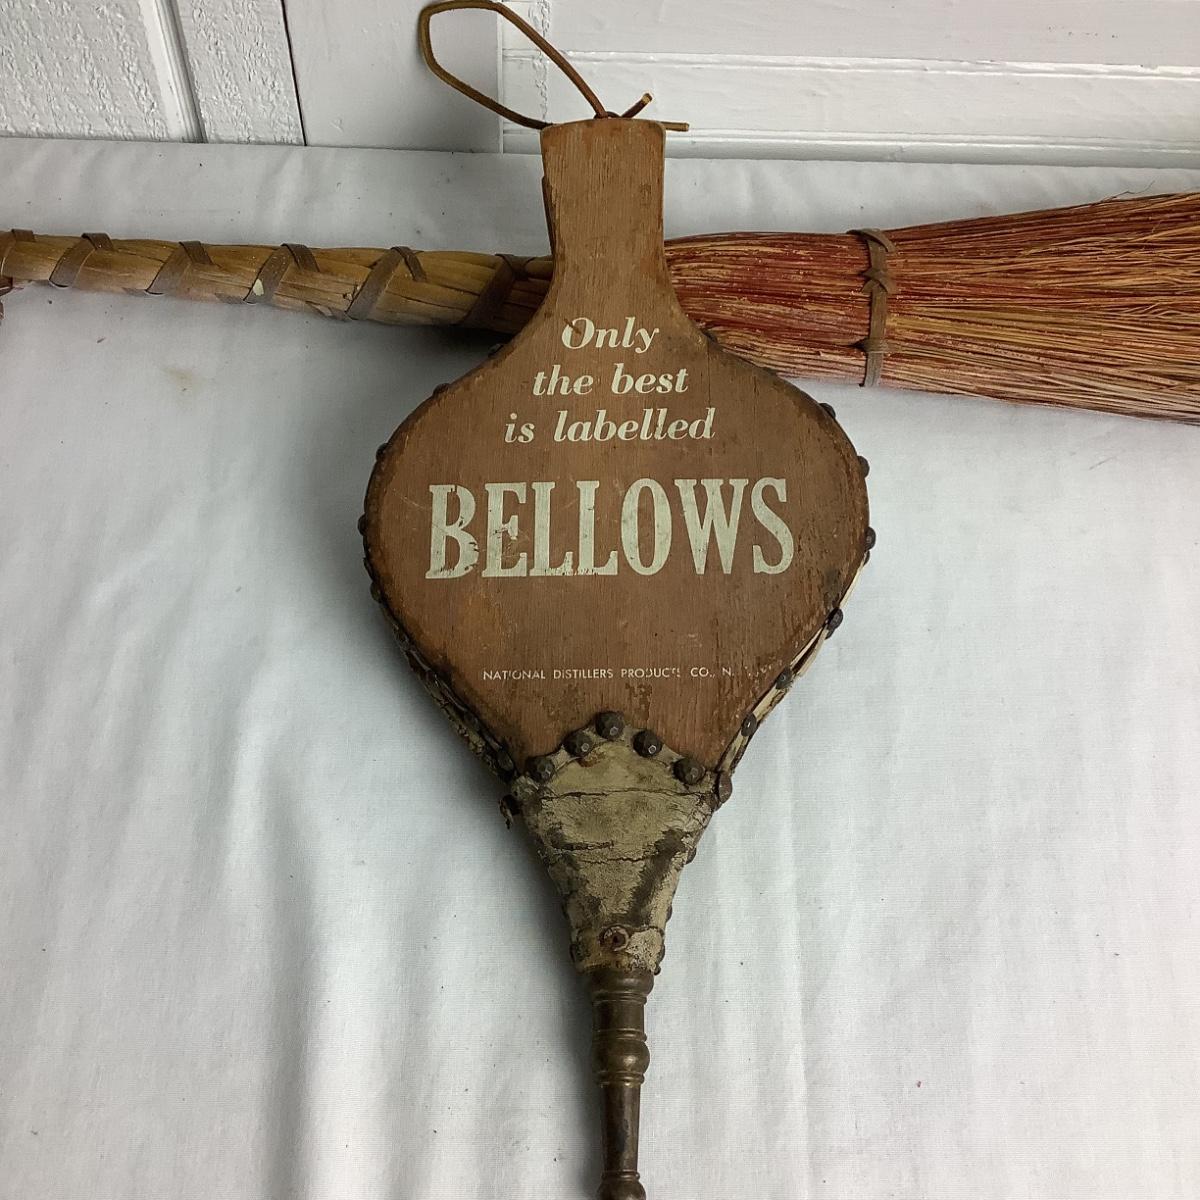 Only
the best
is labelled
BELLOWS
NATIONAL DISTILLERS PRODUCTS CO., N.